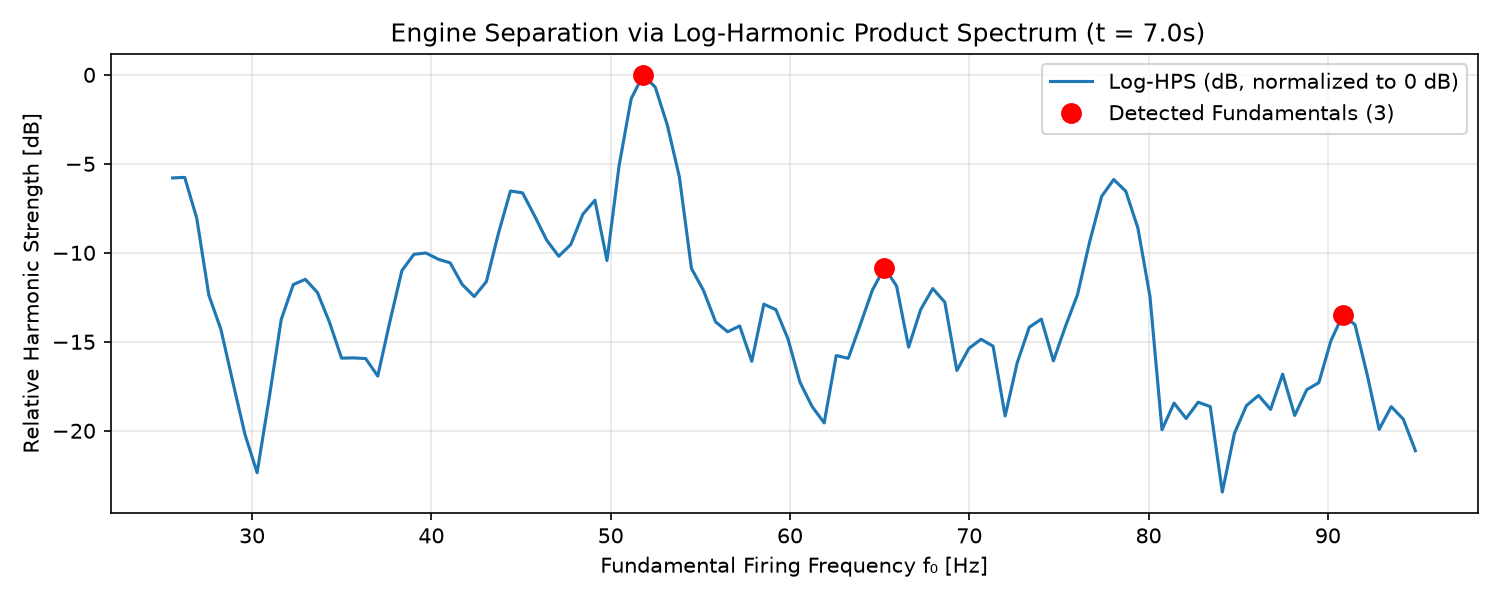 Engine Separation via Log-Harmonic Product Spectrum (t = 7.0s)
Log-HPS (dB, normalized to 0 dB)
Detected Fundamentals (3)
Relative Harmonic Strength [dB]
0
−5
−10
−15
−20
30 40 50 60 70 80 90
Fundamental Firing Frequency f₀ [Hz]